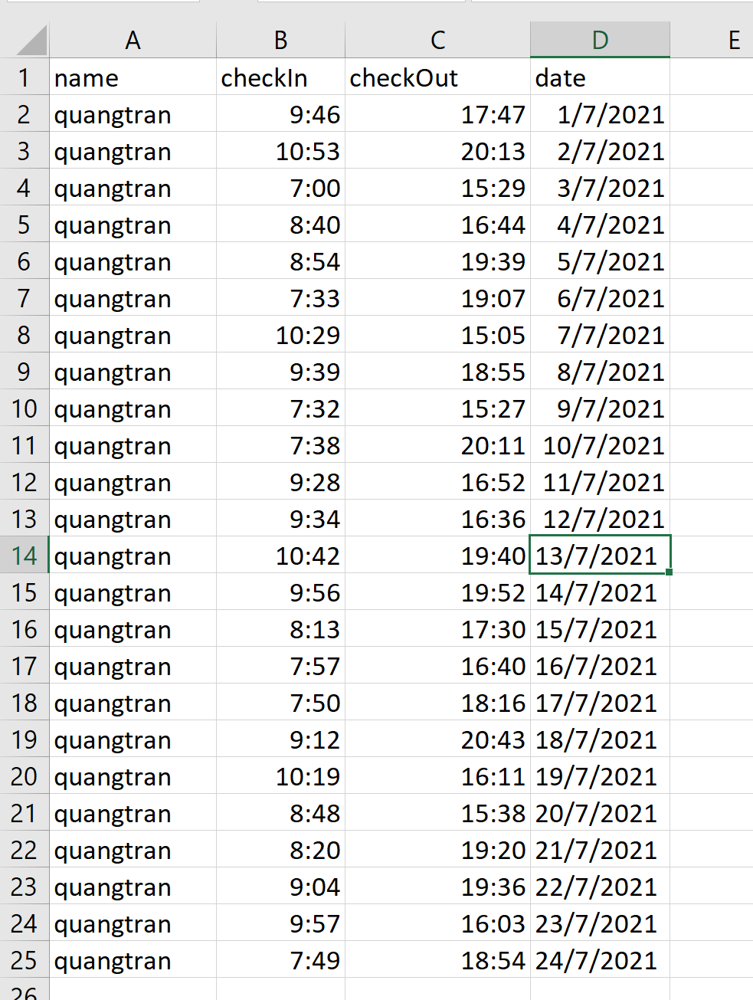 A B C D E
1 name checkIn checkOut date
2 quangtran 9:46 17:47 1/7/2021
3 quangtran 10:53 20:13 2/7/2021
4 quangtran 7:00 15:29 3/7/2021
5 quangtran 8:40 16:44 4/7/2021
6 quangtran 8:54 19:39 5/7/2021
7 quangtran 7:33 19:07 6/7/2021
8 quangtran 10:29 15:05 7/7/2021
9 quangtran 9:39 18:55 8/7/2021
10 quangtran 7:32 15:27 9/7/2021
11 quangtran 7:38 20:11 10/7/2021
12 quangtran 9:28 16:52 11/7/2021
13 quangtran 9:34 16:36 12/7/2021
14 quangtran 10:42 19:40 13/7/2021
15 quangtran 9:56 19:52 14/7/2021
16 quangtran 8:13 17:30 15/7/2021
17 quangtran 7:57 16:40 16/7/2021
18 quangtran 7:50 18:16 17/7/2021
19 quangtran 9:12 20:43 18/7/2021
20 quangtran 10:19 16:11 19/7/2021
21 quangtran 8:48 15:38 20/7/2021
22 quangtran 8:20 19:20 21/7/2021
23 quangtran 9:04 19:36 22/7/2021
24 quangtran 9:57 16:03 23/7/2021
25 quangtran 7:49 18:54 24/7/2021
26